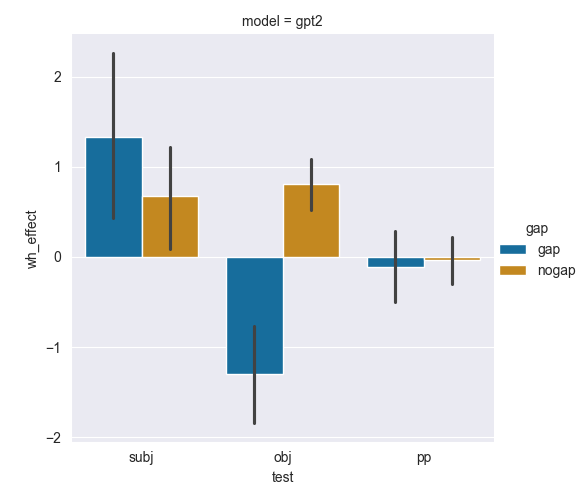 model = gpt2
wh_effect
2
1
0
−1
−2
subj
obj
pp
test
gap
gap
nogap